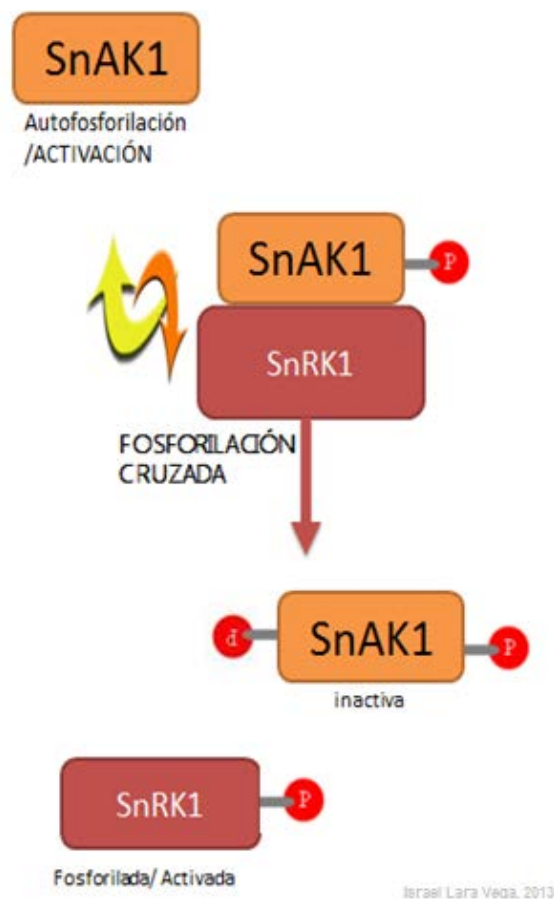 SnAK1
Autofosforilación
/ACTIVACIÓN
SnAK1
P
SnRK1
FOSFORILACIÓN
CRUZADA
d
SnAK1
P
inactiva
SnRK1
P
Fosforilada/ Activada
Israel Lara Vega, 2013